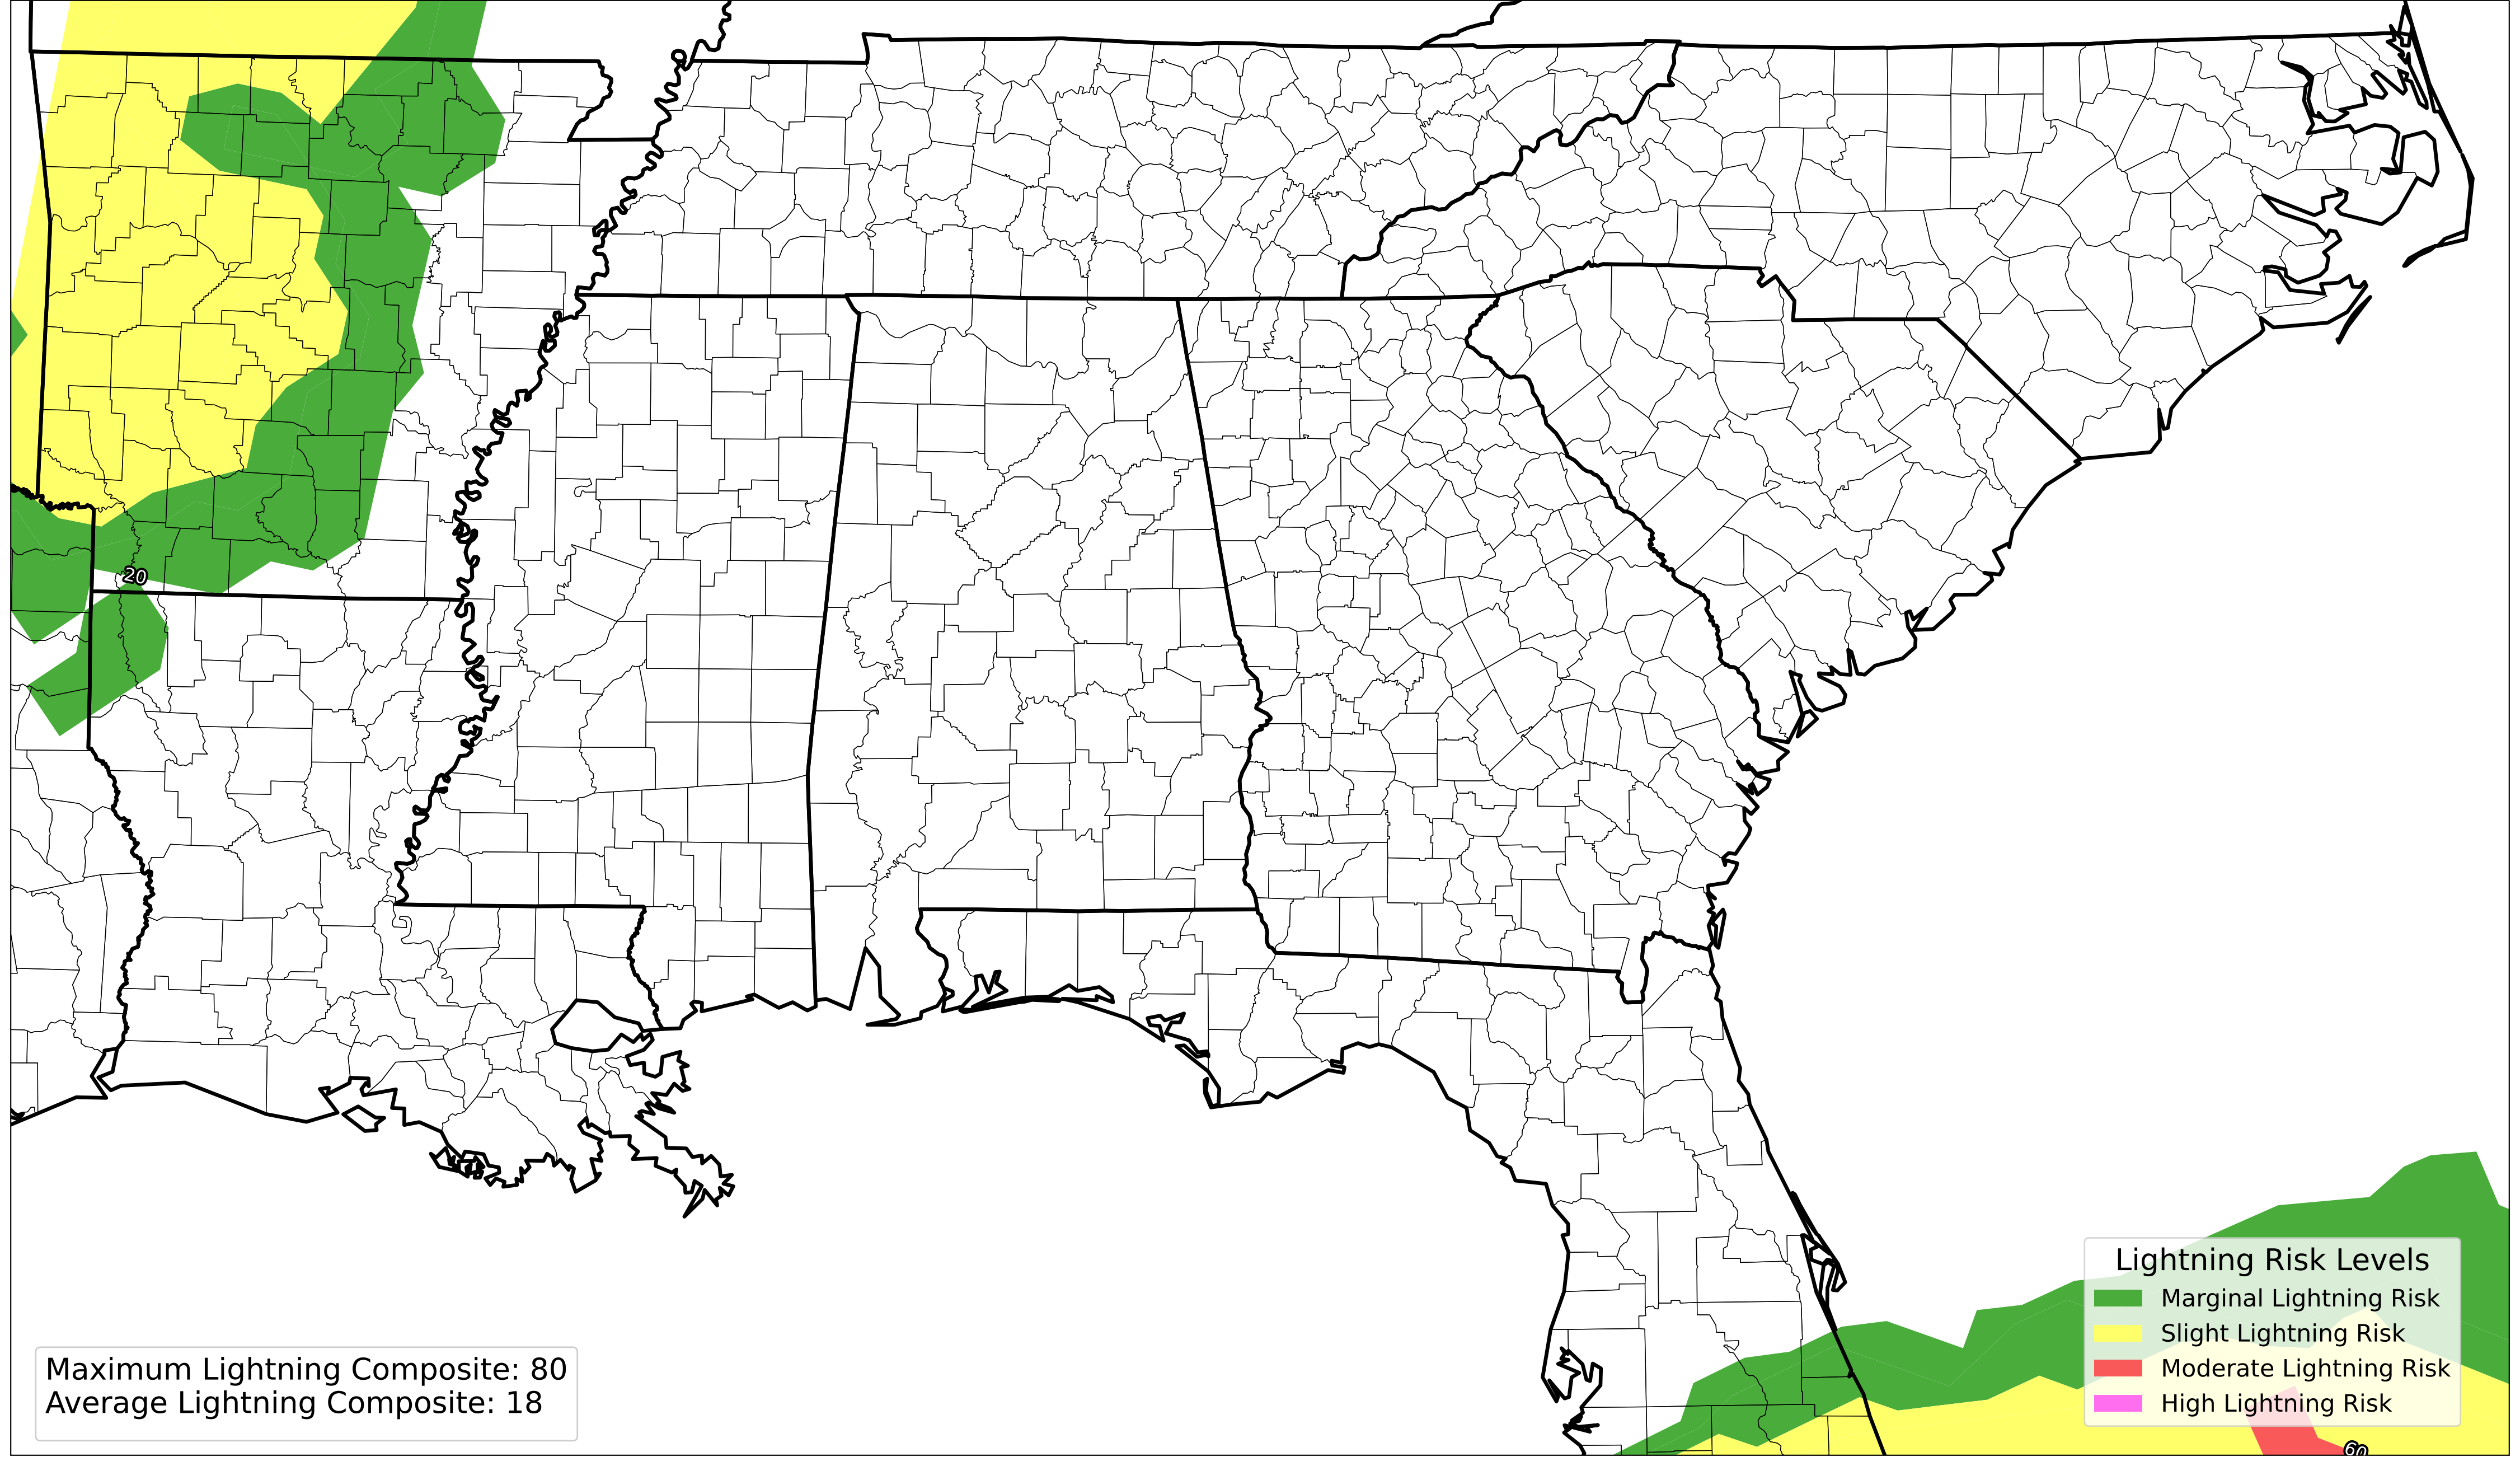 20
Lightning Risk Levels
Marginal Lightning Risk
Slight Lightning Risk
Moderate Lightning Risk
High Lightning Risk
Maximum Lightning Composite: 80
Average Lightning Composite: 18
60